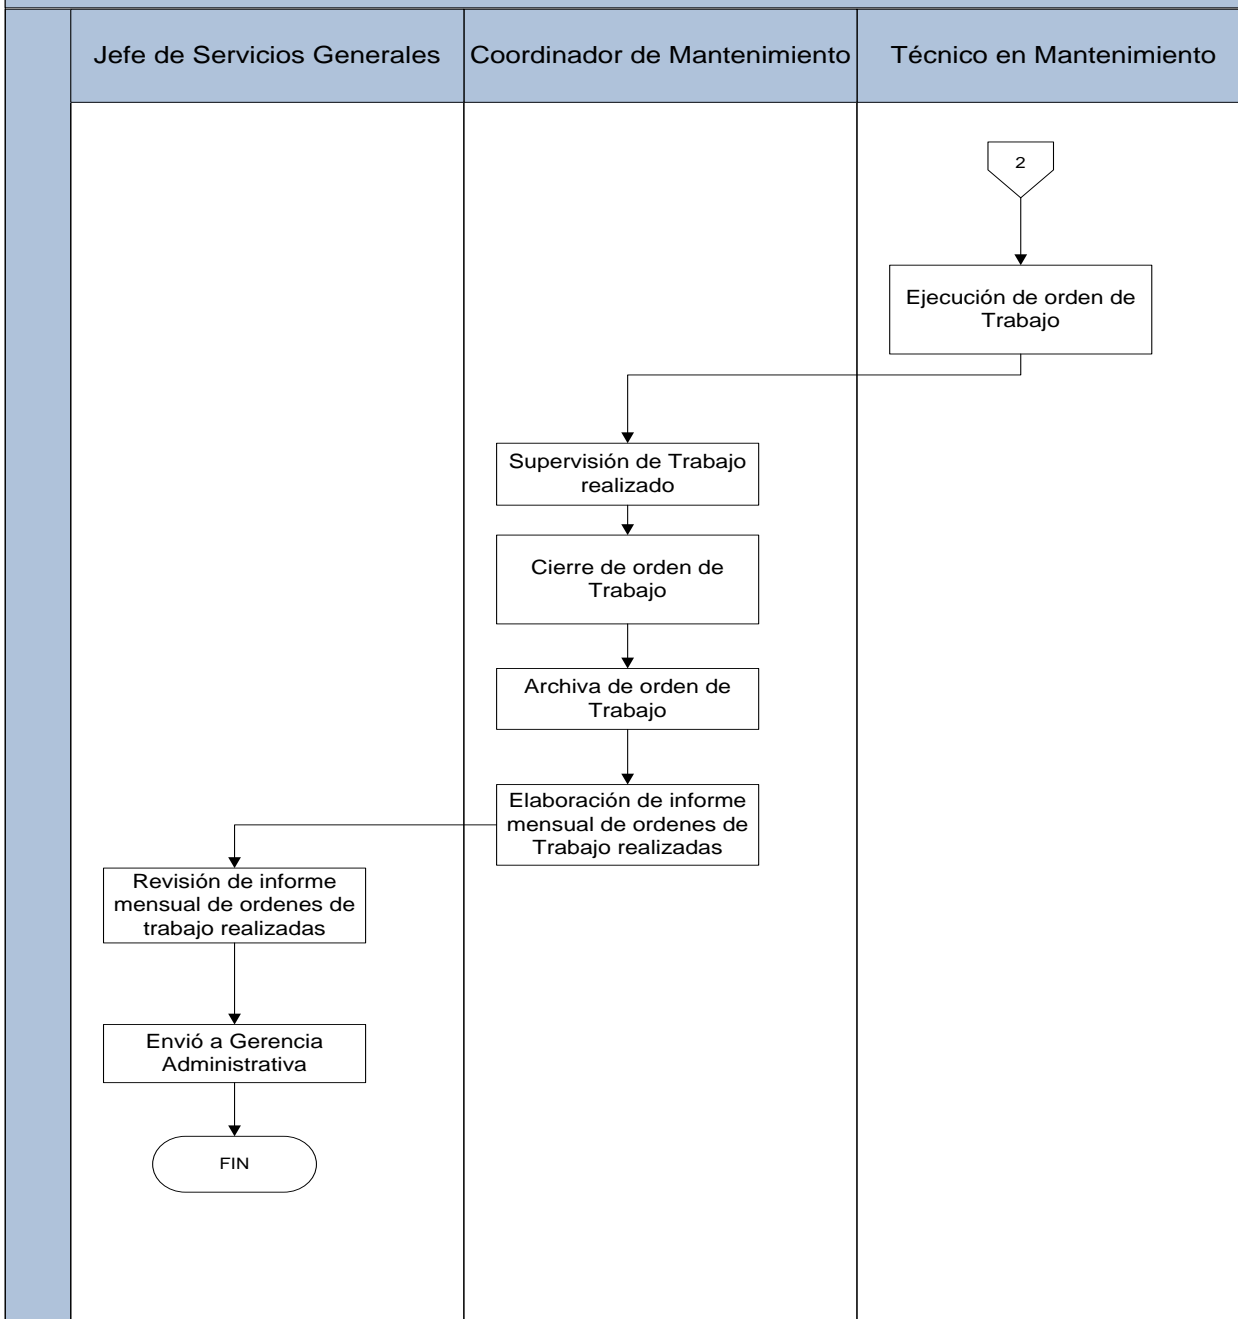 Jefe de Servicios Generales
Coordinador de Mantenimiento
Técnico en Mantenimiento
2
Ejecución de orden de
Trabajo
Supervisión de Trabajo
realizado
Cierre de orden de
Trabajo
Archiva de orden de
Trabajo
Elaboración de informe
mensual de ordenes de
Trabajo realizadas
Revisión de informe
mensual de ordenes de
trabajo realizadas
Envió a Gerencia
Administrativa
FIN